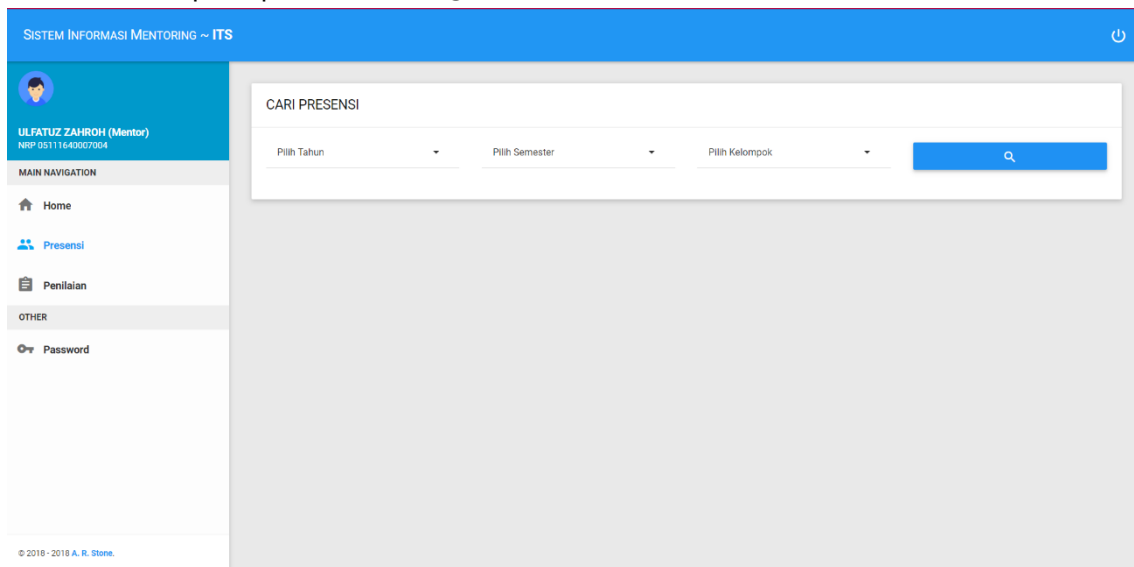 SISTEM INFORMASI MENTORING ~ ITS
ULFATUZ ZAHROH (Mentor)
NRP 05111640007004
MAIN NAVIGATION
Home
Presensi
Penilaian
OTHER
Password
© 2018 - 2018 A. R. Stone.
CARI PRESENSI
Pilih Tahun
Pilih Semester
Pilih Kelompok